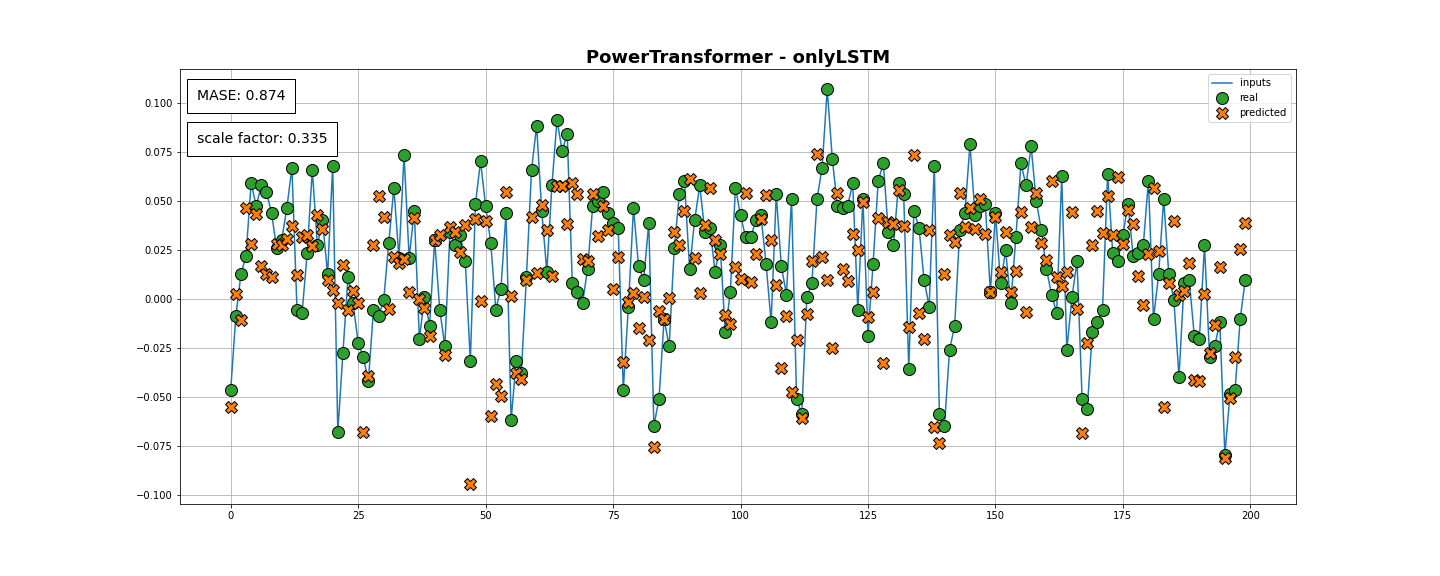 PowerTransformer - onlyLSTM
MASE: 0.874
scale factor: 0.335
inputs
real
predicted
0.100
0.075
0.050
0.025
0.000
−0.025
−0.050
−0.075
−0.100
0 25 50 75 100 125 150 175 200